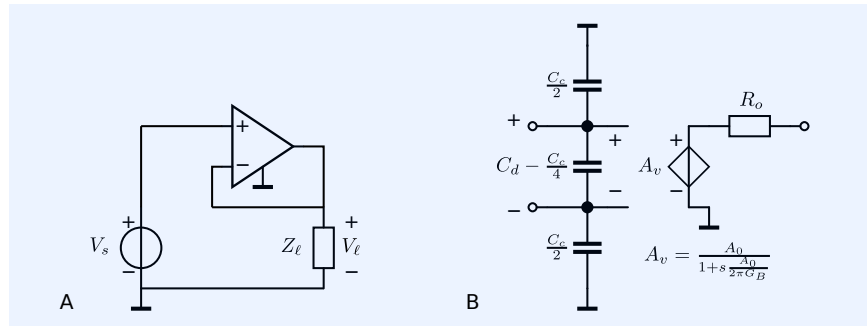 +
−
V_s
+
−
Z_ℓ
+
V_ℓ
−
A
C_c/2
+
+
C_d − C_c/4
−
−
C_c/2
B
R_o
A_v
+
−
A_v = A_0/(1+s A_0/(2πG_B))